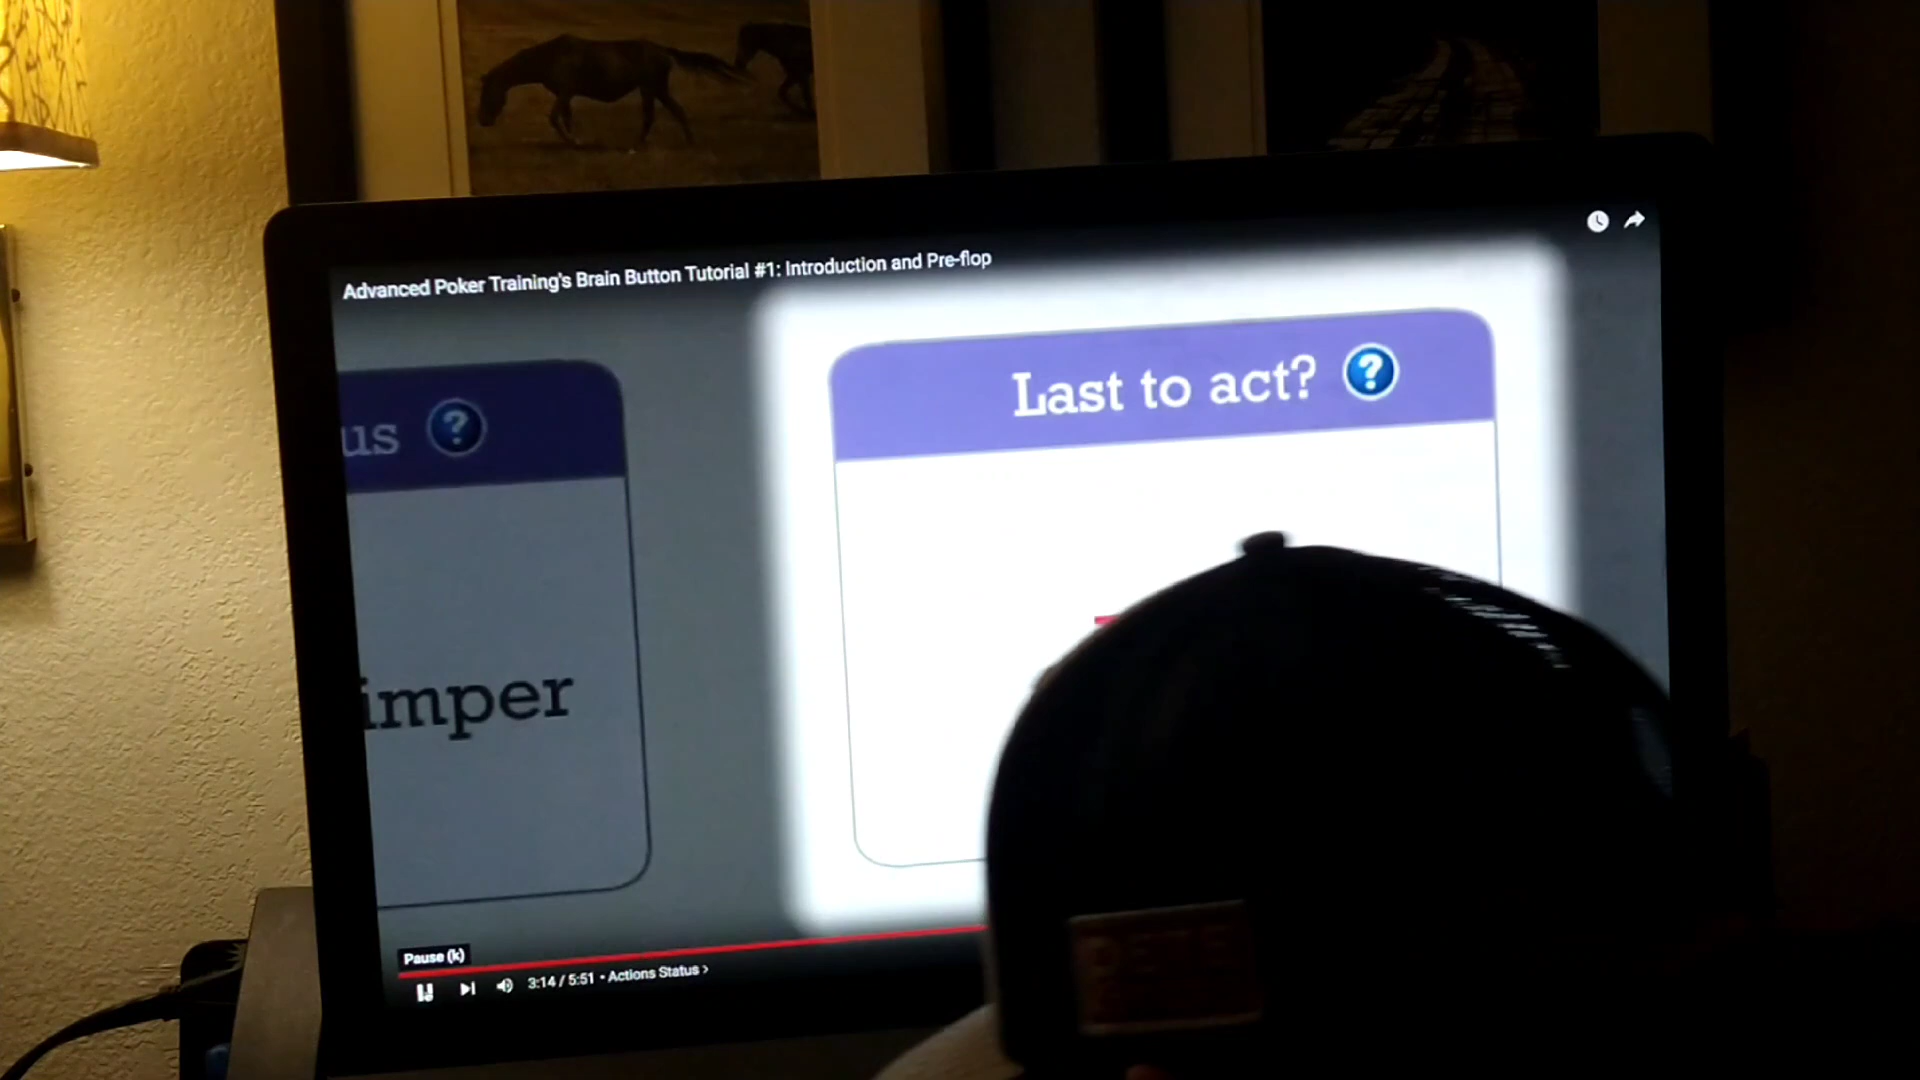 Advanced Poker Training's Brain Button Tutorial #1: Introduction and Pre-flop
us ?
Last to act? ?
imper
Pause (k)
3:14 / 5:51 • Actions Status ›